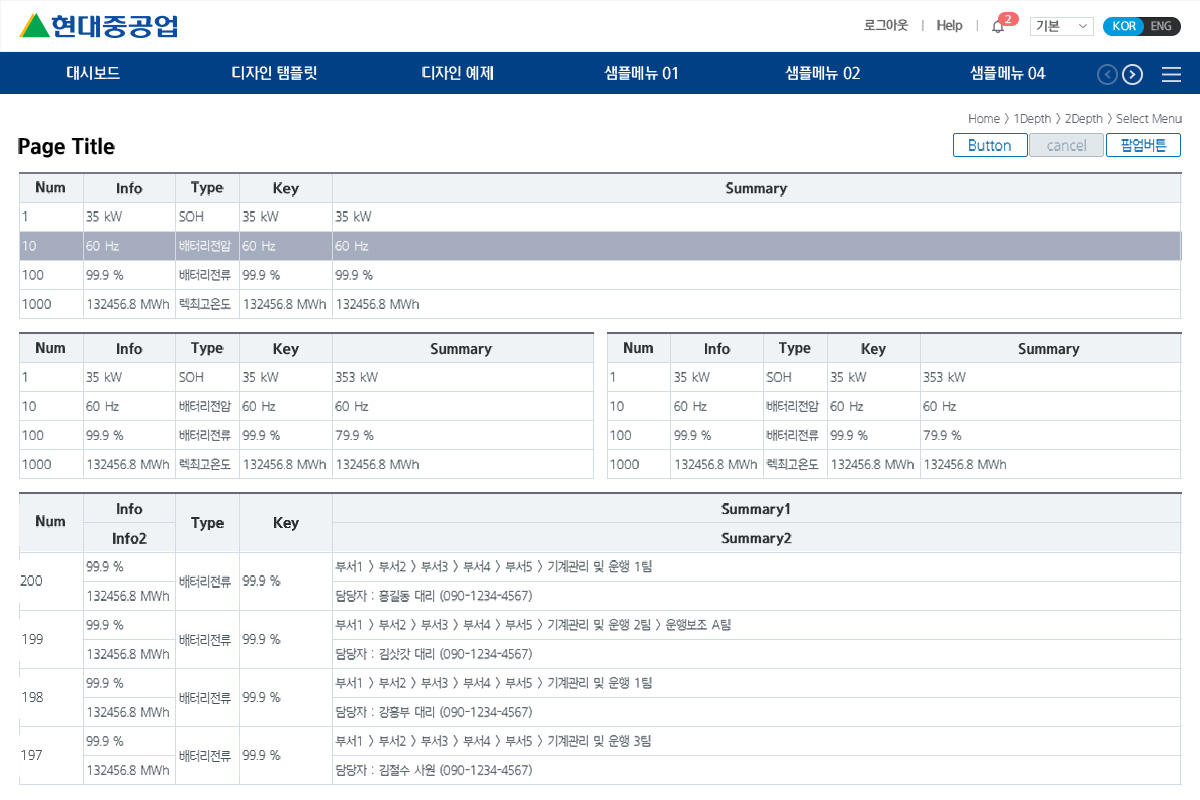 현대중공업
로그아웃 | Help | 2 기본 KOR ENG
대시보드 디자인 템플릿 디자인 예제 샘플메뉴 01 샘플메뉴 02 샘플메뉴 04
Home > 1Depth > 2Depth > Select Menu
Page Title
Button cancel 팝업버튼
Num Info Type Key Summary
1 35 kW SOH 35 kW 35 kW
10 60 Hz 배터리전압 60 Hz 60 Hz
100 99.9 % 배터리전류 99.9 % 99.9 %
1000 132456.8 MWh 렉최고온도 132456.8 MWh 132456.8 MWh
Num Info Type Key Summary
1 35 kW SOH 35 kW 353 kW
10 60 Hz 배터리전압 60 Hz 60 Hz
100 99.9 % 배터리전류 99.9 % 79.9 %
1000 132456.8 MWh 렉최고온도 132456.8 MWh 132456.8 MWh
Num Info Type Key Summary
1 35 kW SOH 35 kW 353 kW
10 60 Hz 배터리전압 60 Hz 60 Hz
100 99.9 % 배터리전류 99.9 % 79.9 %
1000 132456.8 MWh 렉최고온도 132456.8 MWh 132456.8 MWh
Num Info Type Key Summary1
Info2 Summary2
200 99.9 % 배터리전류 99.9 % 부서1 > 부서2 > 부서3 > 부서4 > 부서5 > 기계관리 및 운행 1팀
132456.8 MWh 담당자 : 홍길동 대리 (090-1234-4567)
199 99.9 % 배터리전류 99.9 % 부서1 > 부서2 > 부서3 > 부서4 > 부서5 > 기계관리 및 운행 2팀 > 운행보조 A팀
132456.8 MWh 담당자 : 김삿갓 대리 (090-1234-4567)
198 99.9 % 배터리전류 99.9 % 부서1 > 부서2 > 부서3 > 부서4 > 부서5 > 기계관리 및 운행 1팀
132456.8 MWh 담당자 : 강흥부 대리 (090-1234-4567)
197 99.9 % 배터리전류 99.9 % 부서1 > 부서2 > 부서3 > 부서4 > 부서5 > 기계관리 및 운행 3팀
132456.8 MWh 담당자 : 김철수 사원 (090-1234-4567)